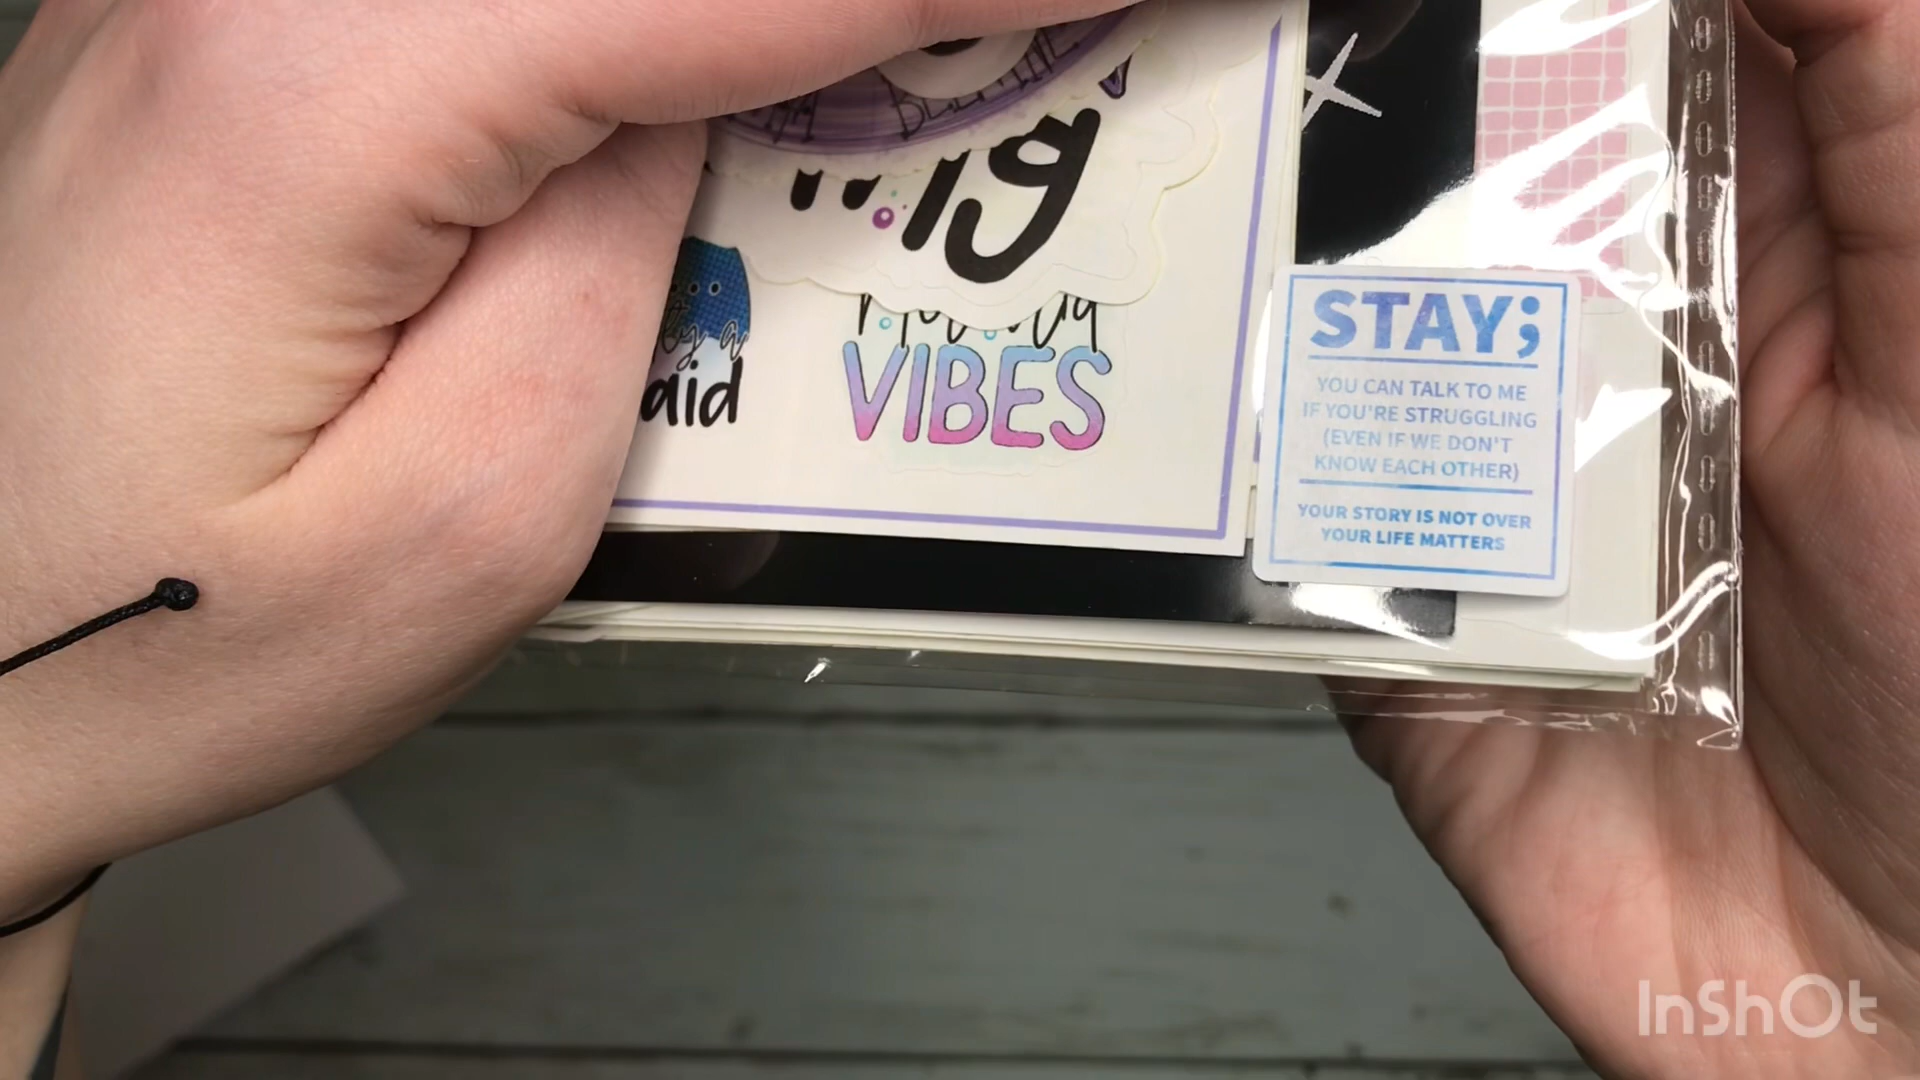 my
VIBES
aid
STAY;
YOU CAN TALK TO ME
IF YOU'RE STRUGGLING
(EVEN IF WE DON'T
KNOW EACH OTHER)
YOUR STORY IS NOT OVER
YOUR LIFE MATTERS
InShOt